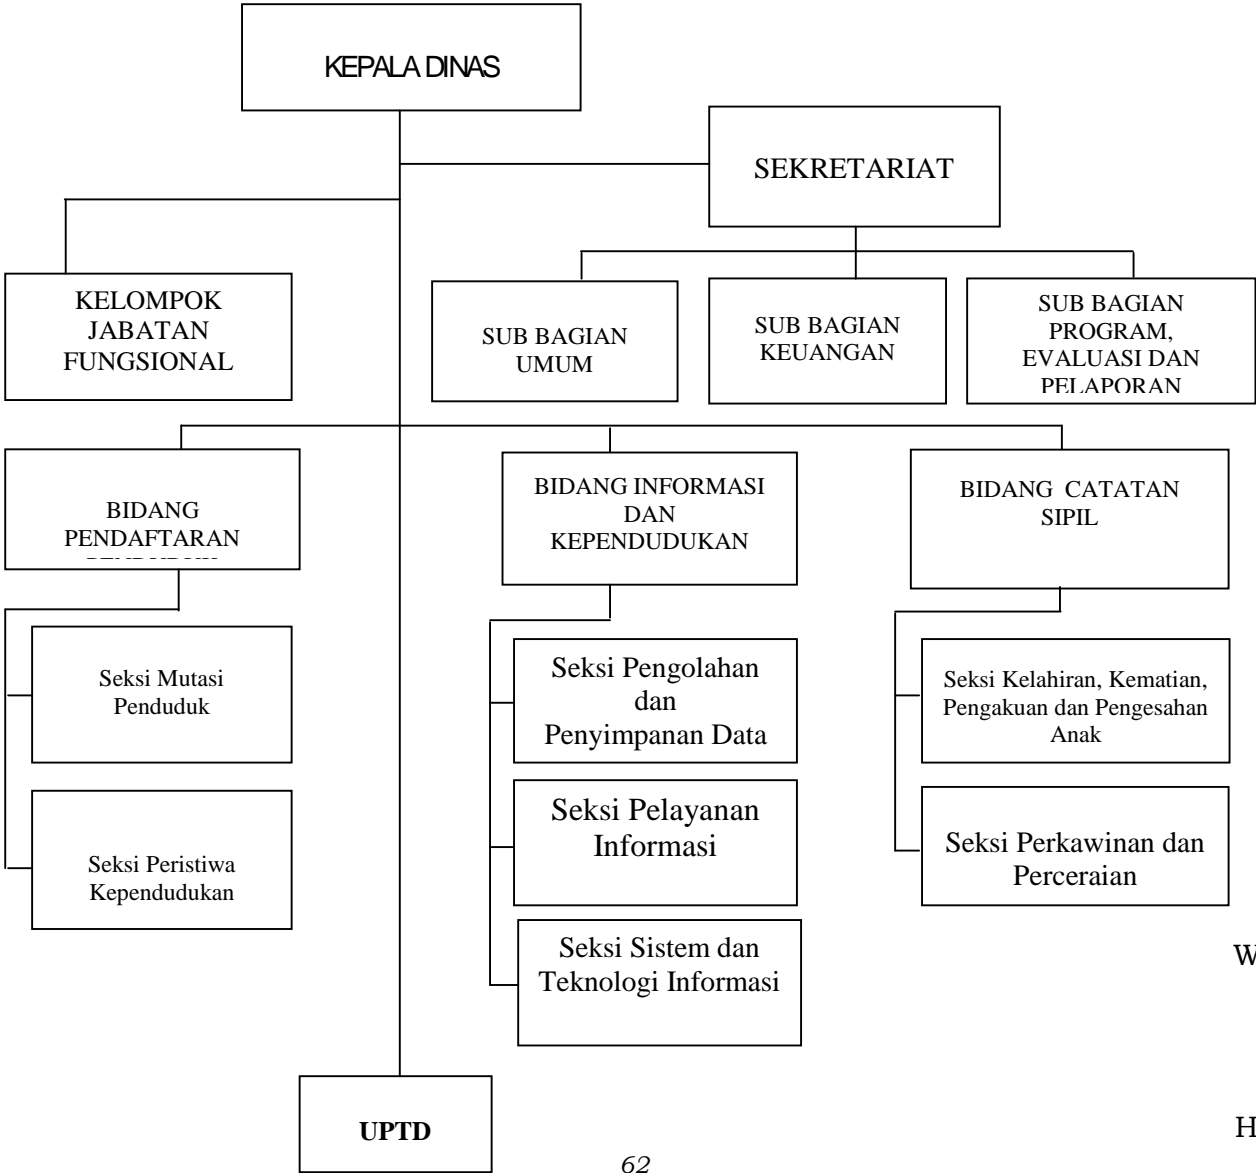 KEPALA DINAS
SEKRETARIAT
KELOMPOK
JABATAN
FUNGSIONAL
SUB BAGIAN
UMUM
SUB BAGIAN
KEUANGAN
SUB BAGIAN
PROGRAM,
EVALUASI DAN
PELAPORAN
BIDANG
PENDAFTARAN
BIDANG INFORMASI
DAN
KEPENDUDUKAN
BIDANG CATATAN
SIPIL
Seksi Mutasi
Penduduk
Seksi Peristiwa
Kependudukan
Seksi Pengolahan
dan
Penyimpanan Data
Seksi Pelayanan
Informasi
Seksi Sistem dan
Teknologi Informasi
Seksi Kelahiran, Kematian,
Pengakuan dan Pengesahan
Anak
Seksi Perkawinan dan
Perceraian
W
UPTD
H
62